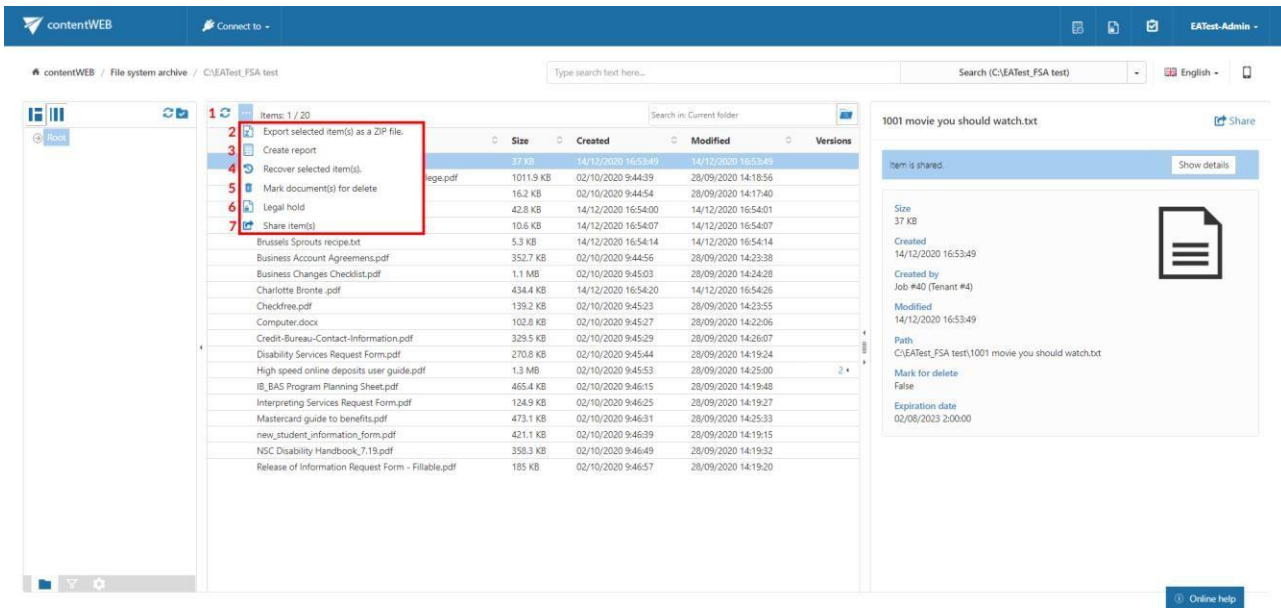 contentWEB Connect to EATest-Admin
contentWEB / File system archive / C:\EATest_FSA test Type search text here... Search (C:\EATest_FSA test) English
1 Items: 1 / 20 Search in: Current folder
2 Export selected item(s) as a ZIP file.
3 Create report
4 Recover selected item(s).
5 Mark document(s) for delete
6 Legal hold
7 Share item(s)
Root
Size Created Modified Versions
37 KB 14/12/2020 16:53:49 14/12/2020 16:53:49
lege.pdf 1011.9 KB 02/10/2020 9:44:39 28/09/2020 14:18:56
16.2 KB 02/10/2020 9:44:54 28/09/2020 14:17:40
42.8 KB 14/12/2020 16:54:00 14/12/2020 16:54:01
10.6 KB 14/12/2020 16:54:07 14/12/2020 16:54:07
Brussels Sprouts recipe.txt 5.3 KB 14/12/2020 16:54:14 14/12/2020 16:54:14
Business Account Agreemens.pdf 352.7 KB 02/10/2020 9:44:56 28/09/2020 14:23:38
Business Changes Checklist.pdf 1.1 MB 02/10/2020 9:45:03 28/09/2020 14:24:28
Charlotte Bronte .pdf 434.4 KB 14/12/2020 16:54:20 14/12/2020 16:54:26
Checkfree.pdf 139.2 KB 02/10/2020 9:45:23 28/09/2020 14:23:55
Computer.docx 102.8 KB 02/10/2020 9:45:27 28/09/2020 14:22:06
Credit-Bureau-Contact-Information.pdf 329.5 KB 02/10/2020 9:45:29 28/09/2020 14:26:07
Disability Services Request Form.pdf 270.8 KB 02/10/2020 9:45:44 28/09/2020 14:19:24
High speed online deposits user guide.pdf 1.3 MB 02/10/2020 9:45:53 28/09/2020 14:25:00 2
IB_BAS Program Planning Sheet.pdf 465.4 KB 02/10/2020 9:46:15 28/09/2020 14:19:48
Interpreting Services Request Form.pdf 124.9 KB 02/10/2020 9:46:25 28/09/2020 14:19:27
Mastercard guide to benefits.pdf 473.1 KB 02/10/2020 9:46:31 28/09/2020 14:25:33
new_student_information_form.pdf 421.1 KB 02/10/2020 9:46:39 28/09/2020 14:19:15
NSC Disability Handbook_7.19.pdf 358.3 KB 02/10/2020 9:46:49 28/09/2020 14:19:32
Release of Information Request Form - Fillable.pdf 185 KB 02/10/2020 9:46:57 28/09/2020 14:19:20
1001 movie you should watch.txt Share
Item is shared. Show details
Size
37 KB
Created
14/12/2020 16:53:49
Created by
Job #40 (Tenant #4)
Modified
14/12/2020 16:53:49
Path
C:\EATest_FSA test\1001 movie you should watch.txt
Mark for delete
False
Expiration date
02/08/2023 2:00:00
Online help